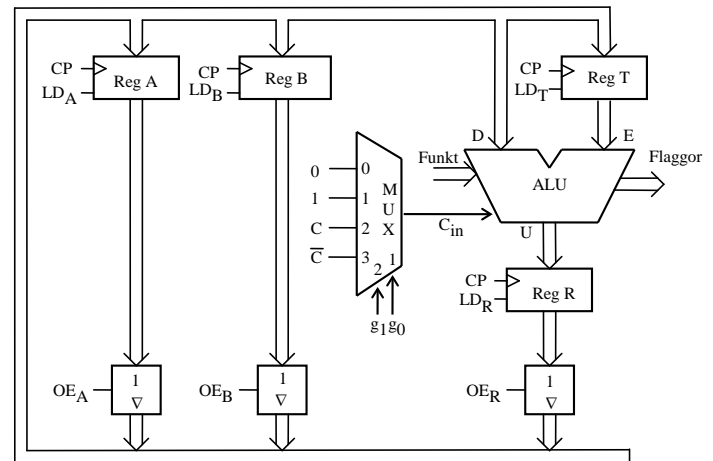 CP
Reg A
LDA
CP
Reg B
LDB
CP
Reg T
LDT
D
E
Funkt
ALU
Flaggor
0
0
1
1
M
U
C
2
X
C̅
3
2
1
g1g0
Cin
U
CP
Reg R
LDR
OEA
1
∇
OEB
1
∇
OER
1
∇